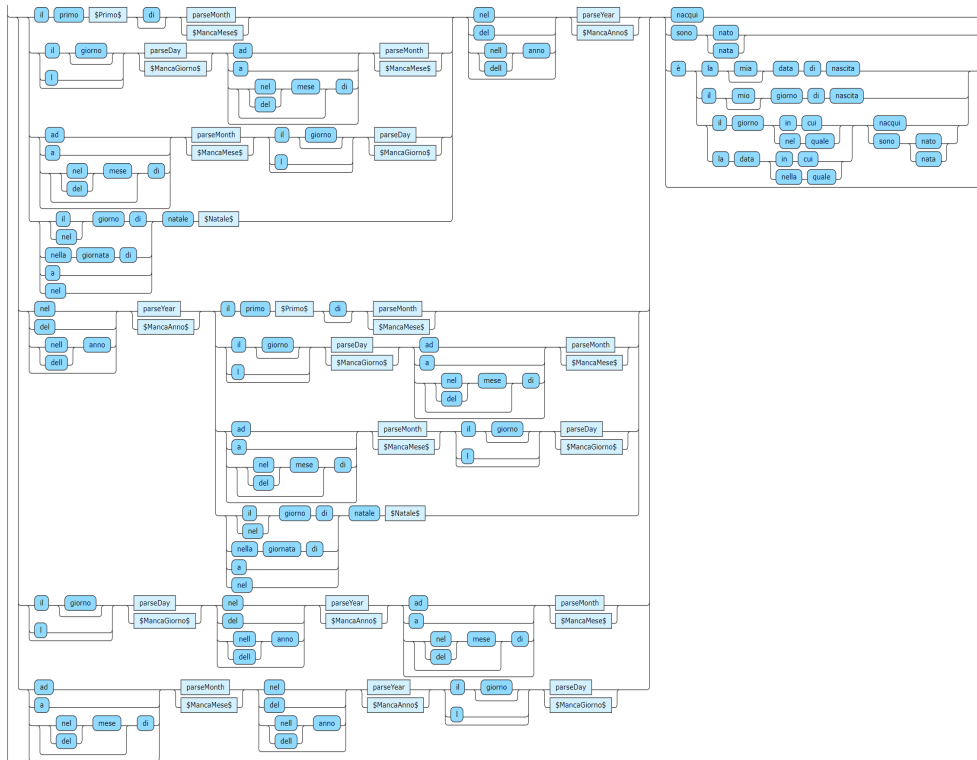 il primo $Primo$ di parseMonth nel parseYear nacqui
$MancaMese$ del $MancaAnno$ sono nato
il giorno parseDay ad parseMonth nell anno nata
l $MancaGiorno$ a $MancaMese$ dell è la mia data di nascita
nel mese di
del
il mio giorno di nascita
ad parseMonth il giorno parseDay il giorno in cui nacqui
a $MancaMese$ l $MancaGiorno$ nel quale sono nato
nel mese di nata
del la data in cui
nella quale
il giorno di natale $Natale$
nel
nella giornata di
a
nel
nel parseYear il primo $Primo$ di parseMonth
del $MancaAnno$ $MancaMese$
nell anno il giorno parseDay ad parseMonth
dell l $MancaGiorno$ a $MancaMese$
nel mese di
del
ad parseMonth il giorno parseDay
a $MancaMese$ l $MancaGiorno$
nel mese di
del
il giorno di natale $Natale$
nel
nella giornata di
a
nel
il giorno parseDay nel parseYear ad parseMonth
l $MancaGiorno$ del $MancaAnno$ a $MancaMese$
nell anno nel mese di
dell del
ad parseMonth nel parseYear il giorno parseDay
a $MancaMese$ del $MancaAnno$ l $MancaGiorno$
nel mese di nell anno
del dell